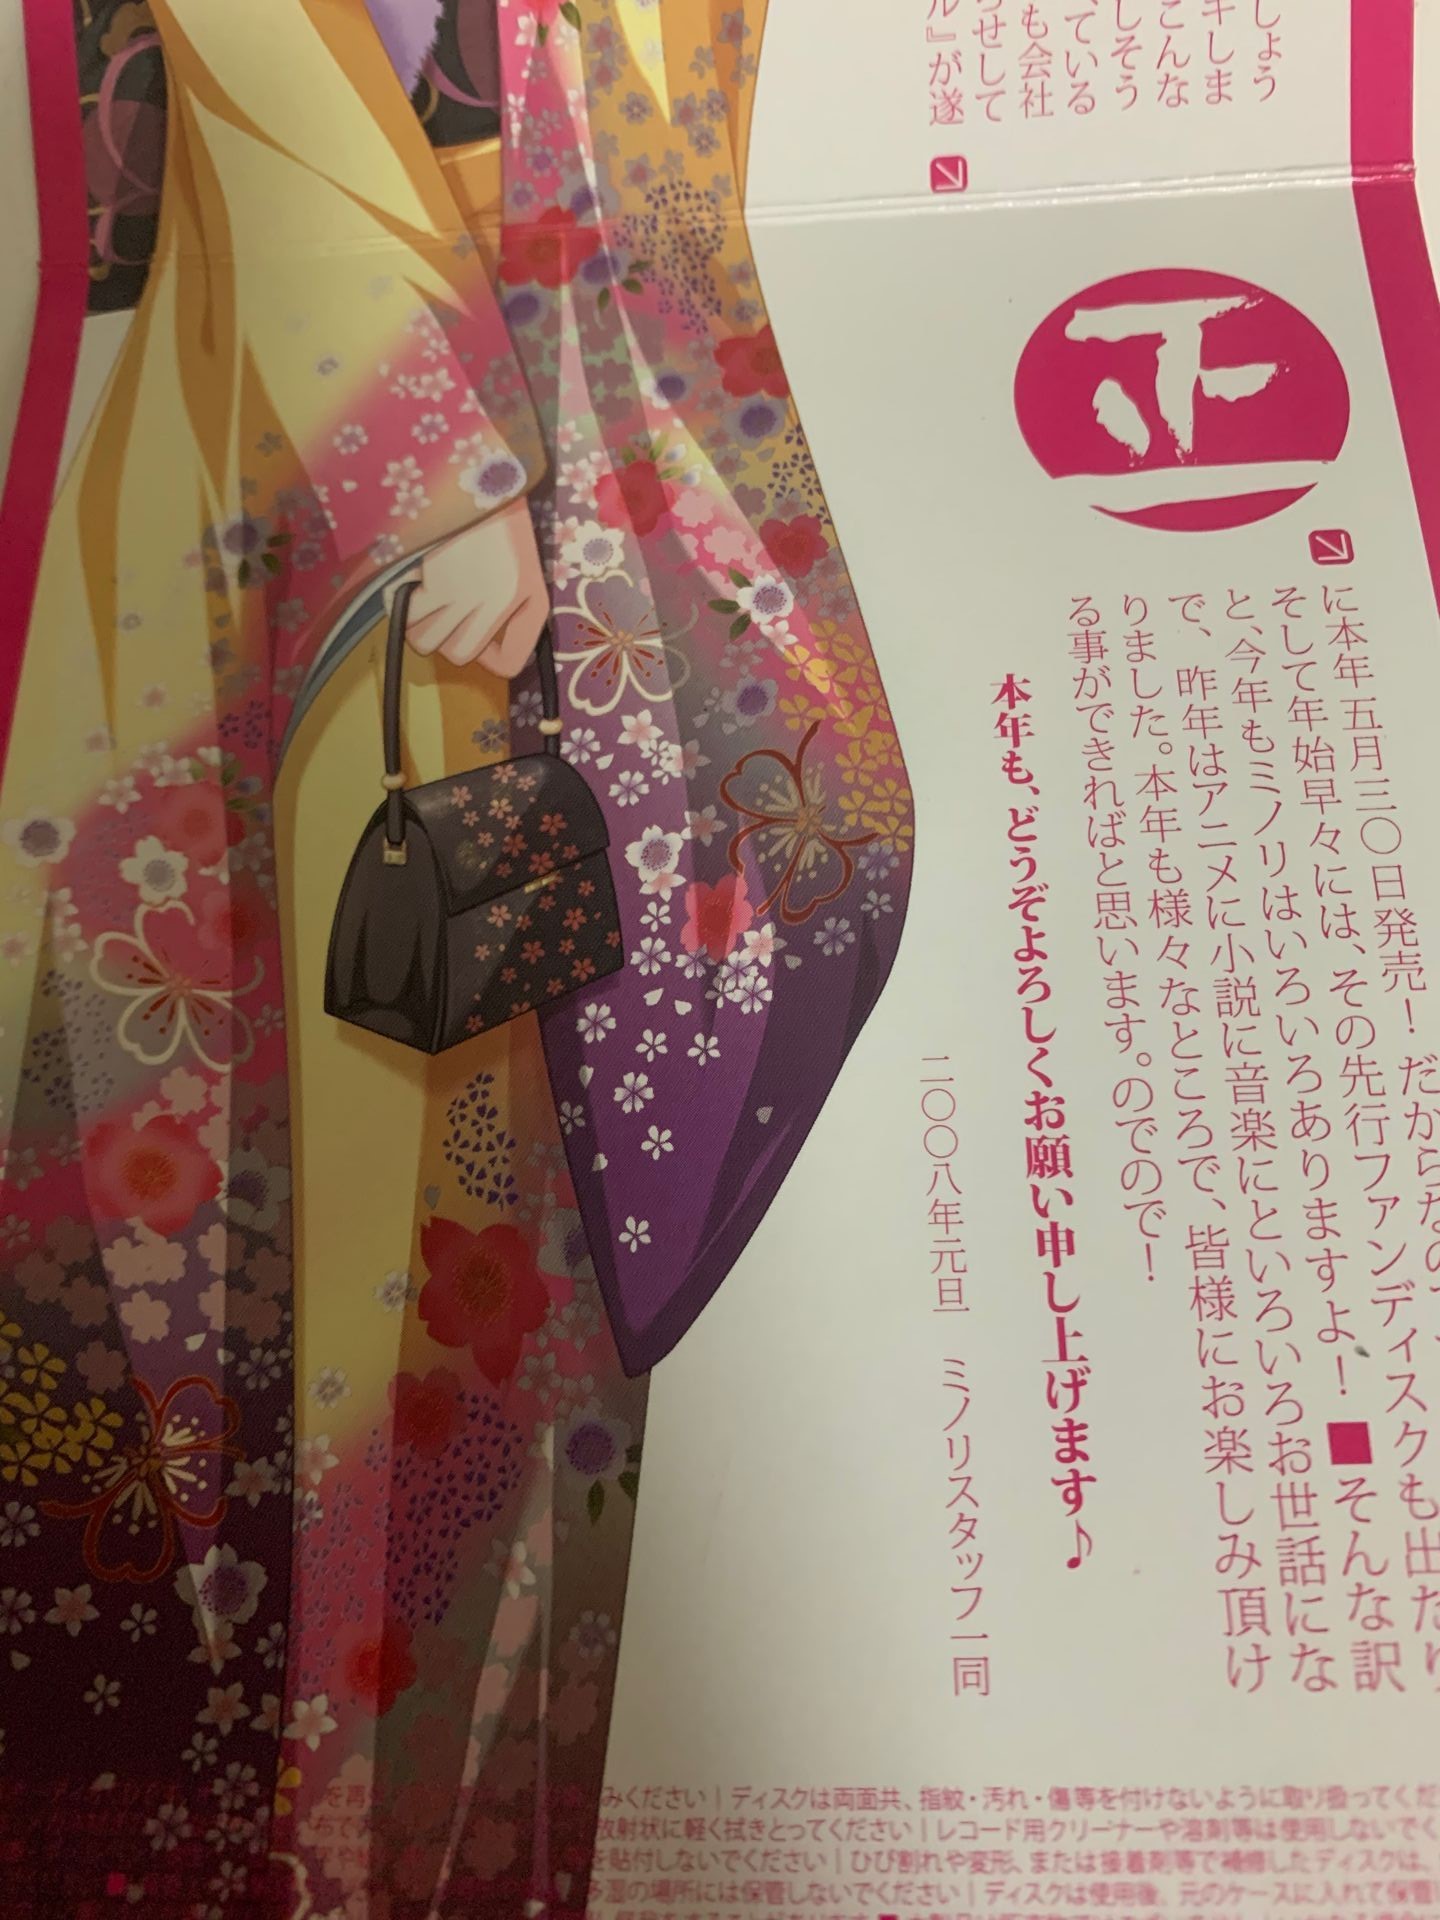 しょう
キしま
こんな
しそう
ている
も会社
らせして
ル』が遂
正
に本年五月三〇日発売！だからなので
そして年始早々には、その先行ファンディスクも出たり
と、今年もミノリはいろいろありますよ！■そんな訳
で、昨年はアニメに小説に音楽にといろいろお世話にな
りました。本年も様々なところで、皆様にお楽しみ頂け
る事ができればと思います。のでので！
本年も、どうぞよろしくお願い申し上げます♪
二〇〇八年元旦 ミノリスタッフ一同
みください｜ディスクは両面共、指紋・汚れ・傷等を付けないように取り扱ってくだ
放射状に軽く拭きとってください｜レコード用クリーナーや溶剤等は使用しないでく
を貼付しないでください｜ひび割れや変形、または接着剤等で補修したディスクは、
多湿の場所には保管しないでください｜ディスクは使用後、元のケースに入れて保管